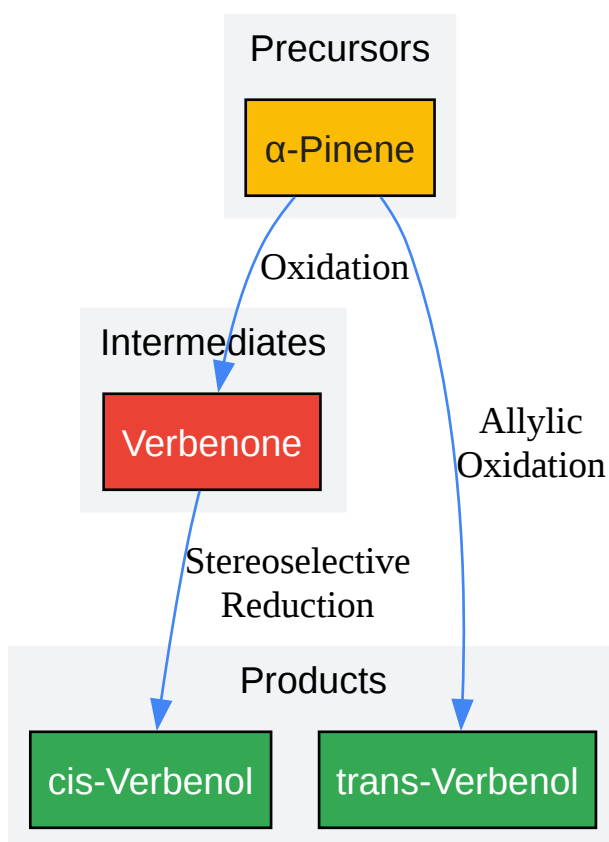 Precursors
α-Pinene
Oxidation
Intermediates
Verbenone
Allylic
Oxidation
Stereoselective
Reduction
Products
cis-Verbenol
trans-Verbenol